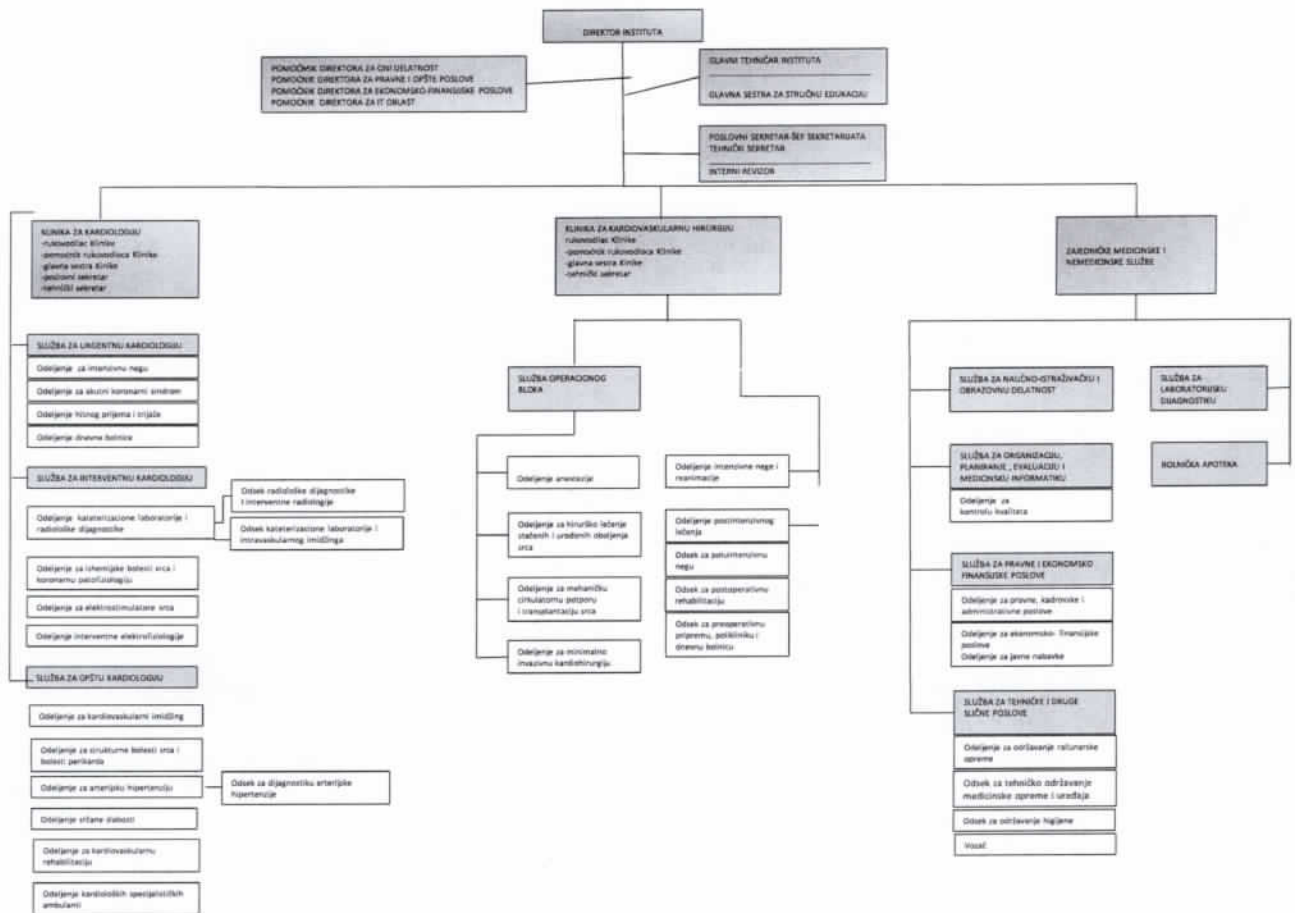 DIREKTOR INSTITUTA
POMOĆNIK DIREKTORA ZA ONI DELATNOST
POMOĆNIK DIREKTORA ZA PRAVNE I OPŠTE POSLOVE
POMOĆNIK DIREKTORA ZA EKONOMSKO-FINANSIJSKE POSLOVE
POMOĆNIK DIREKTORA ZA IT OBLAST
GLAVNI TEHNIČAR INSTITUTA
GLAVNA SESTRA ZA STRUČNU EDUKACIJU
POSLOVNI SEKRETAR-ŠEF SEKRETARIJATA
TEHNIČKI SEKRETAR
INTERNI REVIZOR
KLINIKA ZA KARDIOLOGIJU
-rukovodilac Klinike
-pomoćnik rukovodioca Klinike
-glavna sestra Klinike
-poslovni sekretar
-tehnički sekretar
SLUŽBA ZA URGENTNU KARDIOLOGIJU
Odeljenje za intenzivnu negu
Odeljenje za akutni koronarni sindrom
Odeljenje hitnog prijema i trijaže
Odeljenje dnevne bolnice
SLUŽBA ZA INTERVENTNU KARDIOLOGIJU
Odeljenje kateterizacione laboratorije i
radiološke dijagnostike
Odsek radiološke dijagnostike
i interventne radiologije
Odsek kateterizacione laboratorije i
intravaskularnog imidžinga
Odeljenje za ishemijske bolesti srca i
koronarnu patofiziologiju
Odeljenje za elektrostimulatore srca
Odeljenje interventne elektrofiziologije
SLUŽBA ZA OPŠTU KARDIOLOGIJU
Odeljenje za kardiovaskularni imidžing
Odeljenje za strukturne bolesti srca i
bolesti perikarda
Odeljenje za arterijsku hipertenziju
Odsek za dijagnostiku arterijske
hipertenzije
Odeljenje srčane slabosti
Odeljenje za kardiovaskularnu
rehabilitaciju
Odeljenje kardioloških specijalističkih
ambulanti
KLINIKA ZA KARDIOVASKULARNU HIRURGIJU
rukovodilac Klinike
-pomoćnik rukovodioca Klinike
-glavna sestra Klinike
-tehnički sekretar
SLUŽBA OPERACIONOG
BLOKA
Odeljenje anestezije
Odeljenje za hirurško lečenje
stečenih i urođenih oboljenja
srca
Odeljenje za mehaničku
cirkulatornu potporu
i transplantaciju srca
Odeljenje za minimalno
invazivnu kardiohirurgiju
Odeljenje intenzivne nege i
reanimacije
Odeljenje postintenzivnog
lečenja
Odsek za poluintenzivnu
negu
Odsek za postoperativnu
rehabilitaciju
Odsek za preoperativnu
pripremu, polikliniku i
dnevnu bolnicu
ZAJEDNIČKE MEDICINSKE I
NEMEDICINSKE SLUŽBE
SLUŽBA ZA NAUČNO-ISTRAŽIVAČKU I
OBRAZOVNU DELATNOST
SLUŽBA ZA ORGANIZACIJU,
PLANIRANJE , EVALUACIJU I
MEDICINSKU INFORMATIKU
Odeljenje za
kontrolu kvaliteta
SLUŽBA ZA PRAVNE I EKONOMSKO
FINANSIJSKE POSLOVE
Odeljenje za pravne, kadrovske i
administrativne poslove
Odeljenje za ekonomsko- finansijske
poslove
Odeljenje za javne nabavke
SLUŽBA ZA TEHNIČKE I DRUGE
SLIČNE POSLOVE
Odeljenje za održavanje računarske
opreme
Odsek za tehničko održavanje
medicinske opreme i uređaja
Odsek za održavanje higijene
Vozač
SLUŽBA ZA
LABORATORIJSKU
DIJAGNOSTIKU
BOLNIČKA APOTEKA